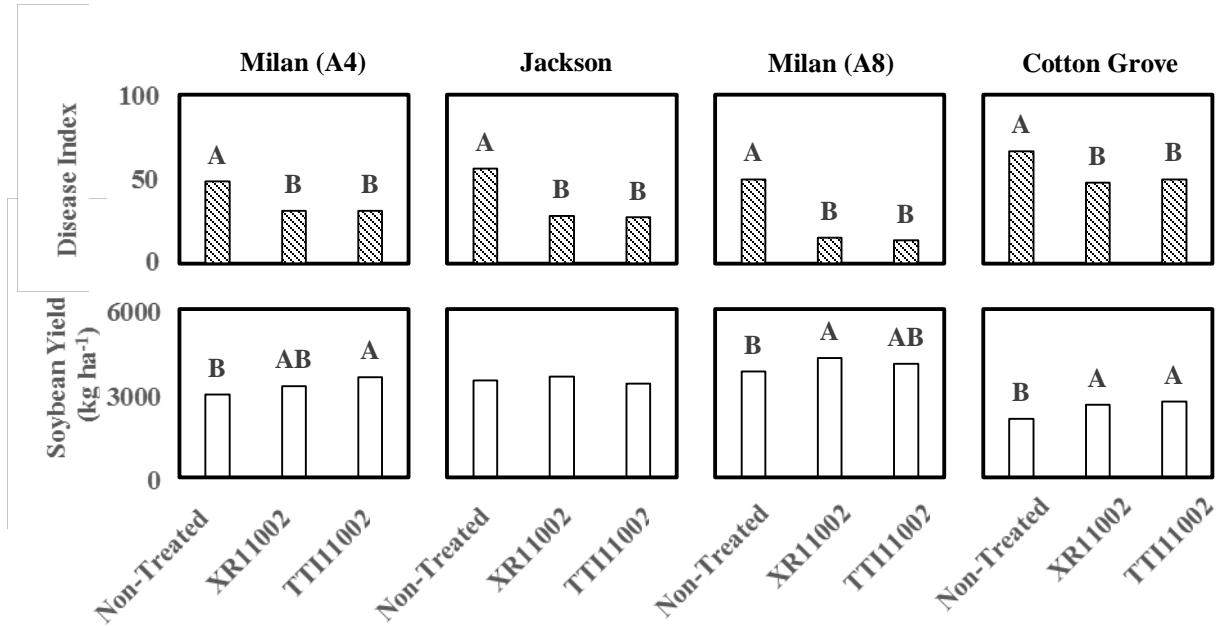 Milan (A4) Jackson Milan (A8) Cotton Grove
Disease Index
100
50
0
A B B
A B B
A B B
A B B
Soybean Yield
(kg ha⁻¹)
6000
3000
0
B AB A
B A AB
B A A
Non-Treated XR11002 TTI11002
Non-Treated XR11002 TTI11002
Non-Treated XR11002 TTI11002
Non-Treated XR11002 TTI11002